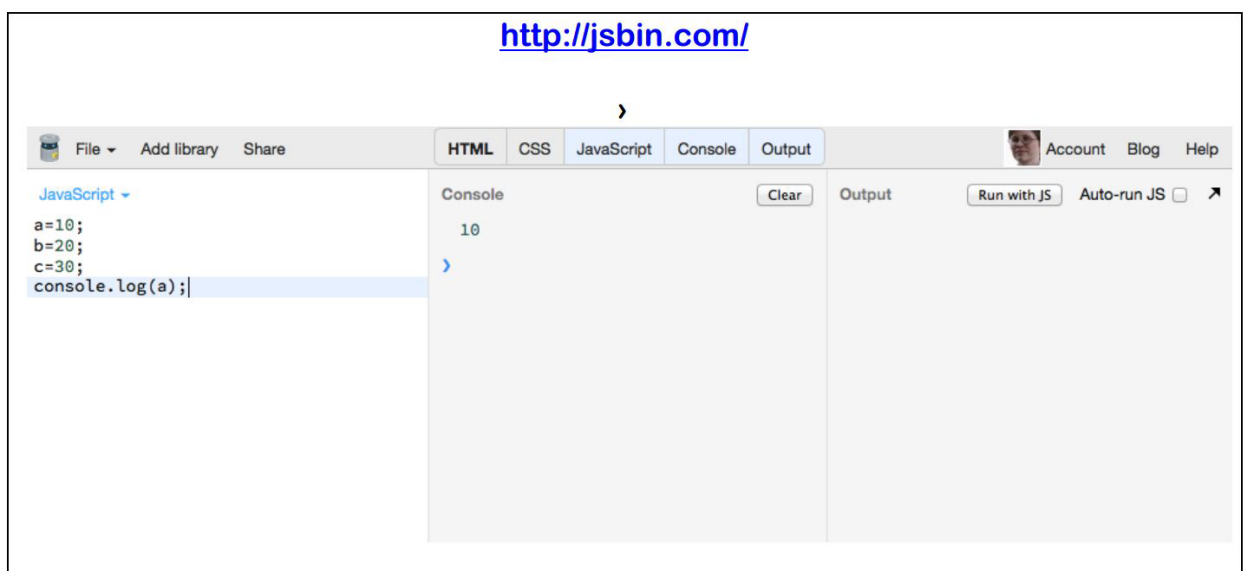 http://jsbin.com/
›
File Add library Share HTML CSS JavaScript Console Output Account Blog Help
JavaScript Console Clear Output Run with JS Auto-run JS
a=10;
b=20;
c=30;
console.log(a);
10
›